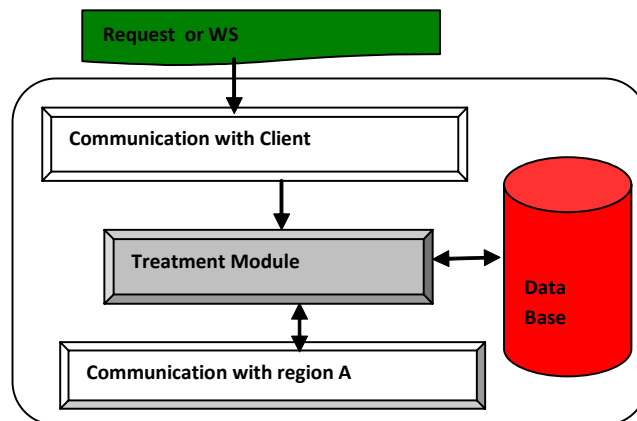 Request or WS
Communication with Client
Treatment Module
Data
Base
Communication with region A